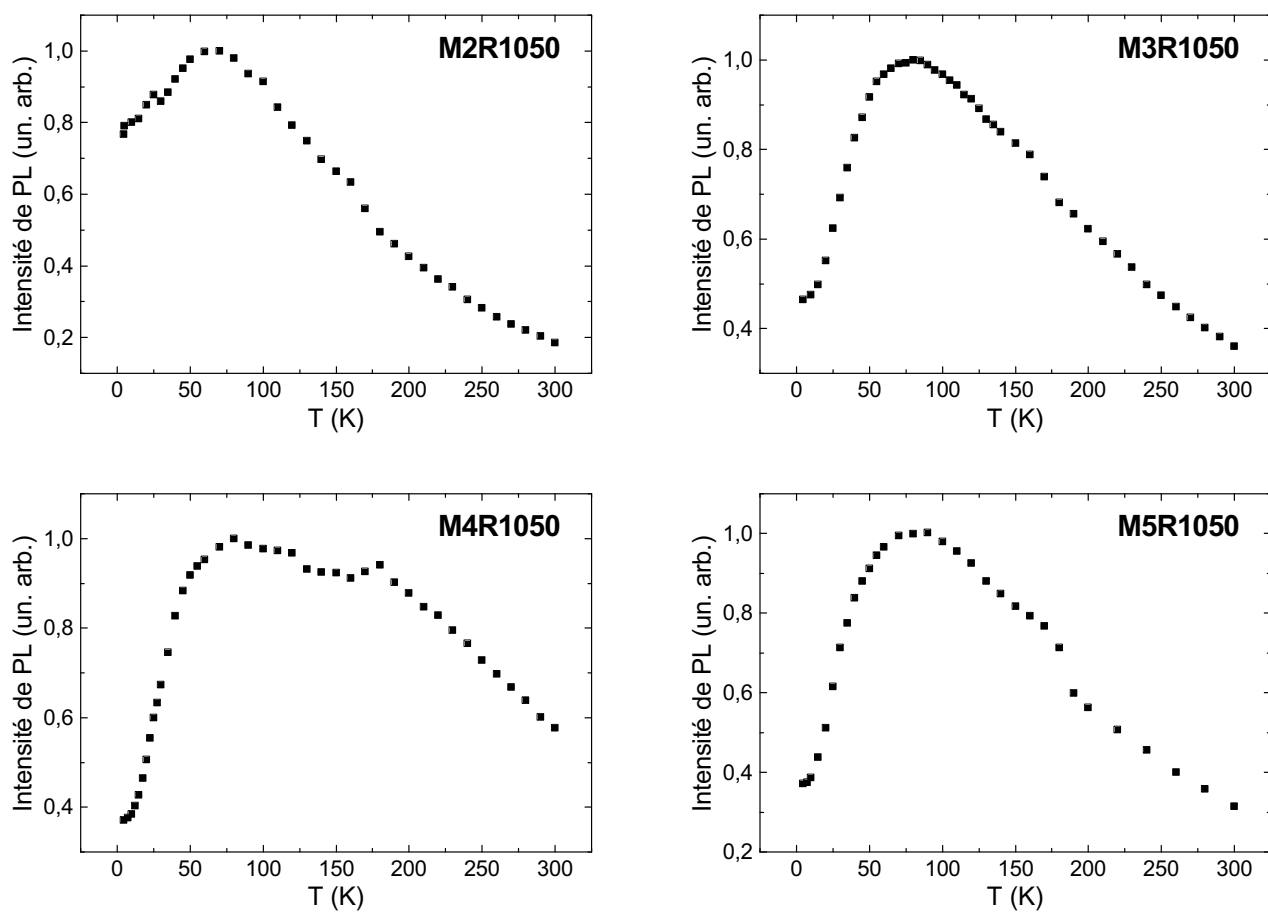 M2R1050
Intensité de PL (un. arb.)
1,0
0,8
0,6
0,4
0,2
0 50 100 150 200 250 300
T (K)
M3R1050
Intensité de PL (un. arb.)
1,0
0,8
0,6
0,4
0 50 100 150 200 250 300
T (K)
M4R1050
Intensité de PL (un. arb.)
1,0
0,8
0,6
0,4
0 50 100 150 200 250 300
T (K)
M5R1050
Intensité de PL (un. arb.)
1,0
0,8
0,6
0,4
0,2
0 50 100 150 200 250 300
T (K)